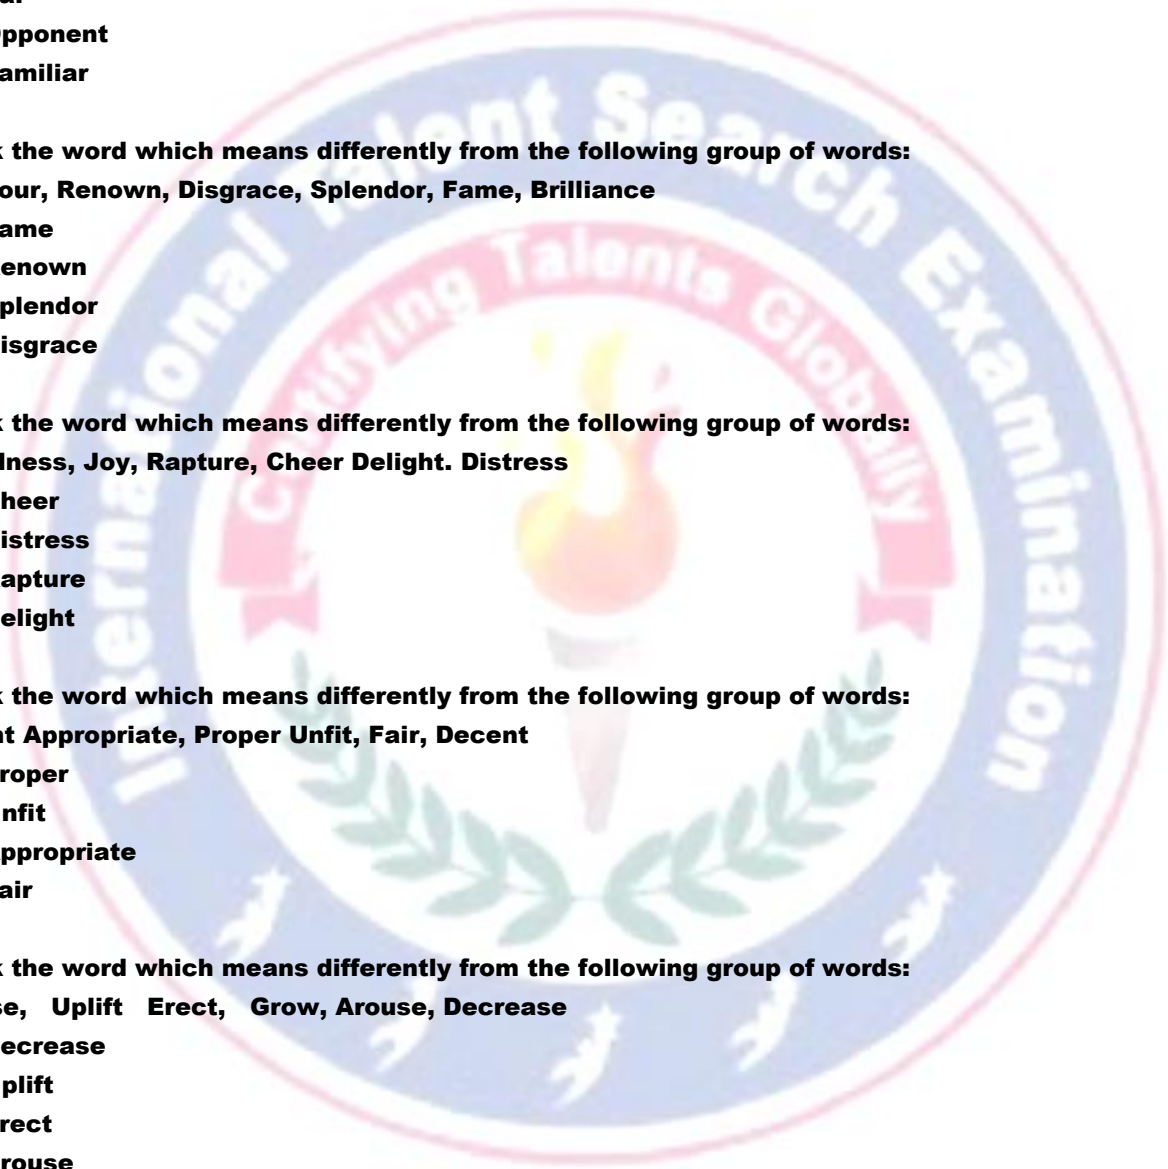 pponent
amiliar
the word which means differently from the following group of words:
our, Renown, Disgrace, Splendor, Fame, Brilliance
ame
enown
plendor
isgrace
the word which means differently from the following group of words:
lness, Joy, Rapture, Cheer Delight. Distress
heer
istress
apture
elight
the word which means differently from the following group of words:
nt Appropriate, Proper Unfit, Fair, Decent
roper
nfit
ppropriate
air
the word which means differently from the following group of words:
se, Uplift Erect, Grow, Arouse, Decrease
ecrease
plift
rect
rouse
International Talent Search Examination
Certifying Talents Globally